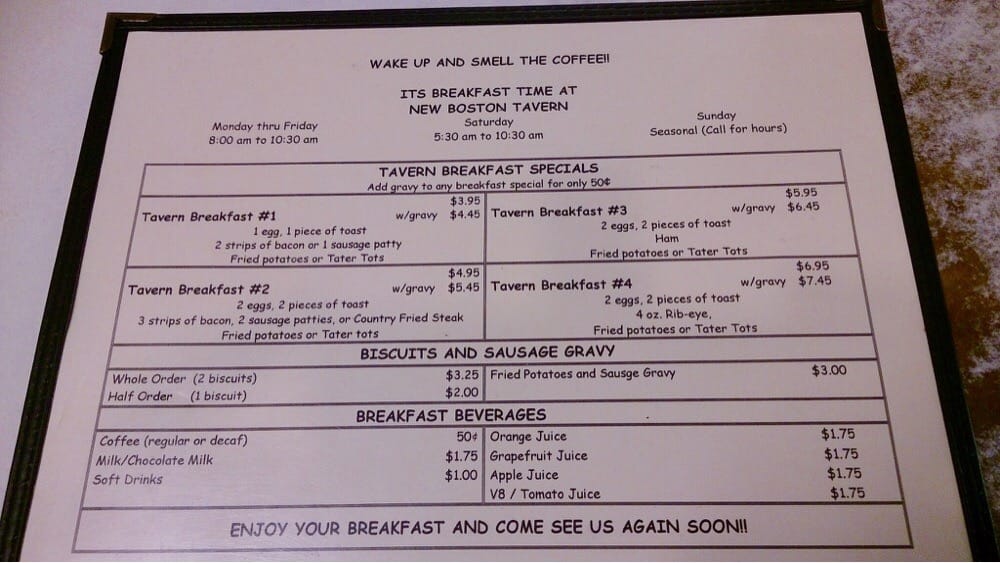 WAKE UP AND SMELL THE COFFEE!!
ITS BREAKFAST TIME AT
NEW BOSTON TAVERN
Monday thru Friday
8:00 am to 10:30 am
Saturday
5:30 am to 10:30 am
Sunday
Seasonal (Call for hours)
TAVERN BREAKFAST SPECIALS
Add gravy to any breakfast special for only 50¢
$3.95
Tavern Breakfast #1 w/gravy $4.45
1 egg, 1 piece of toast
2 strips of bacon or 1 sausage patty
Fried potatoes or Tater Tots
$4.95
Tavern Breakfast #2 w/gravy $5.45
2 eggs, 2 pieces of toast
3 strips of bacon, 2 sausage patties, or Country Fried Steak
Fried potatoes or Tater tots
$5.95
Tavern Breakfast #3 w/gravy $6.45
2 eggs, 2 pieces of toast
Ham
Fried potatoes or Tater Tots
$6.95
Tavern Breakfast #4 w/gravy $7.45
2 eggs, 2 pieces of toast
4 oz. Rib-eye,
Fried potatoes or Tater Tots
BISCUITS AND SAUSAGE GRAVY
Whole Order (2 biscuits) $3.25
Half Order (1 biscuit) $2.00
Fried Potatoes and Sausge Gravy $3.00
BREAKFAST BEVERAGES
Coffee (regular or decaf) 50¢
Milk/Chocolate Milk $1.75
Soft Drinks $1.00
Orange Juice $1.75
Grapefruit Juice $1.75
Apple Juice $1.75
V8 / Tomato Juice $1.75
ENJOY YOUR BREAKFAST AND COME SEE US AGAIN SOON!!